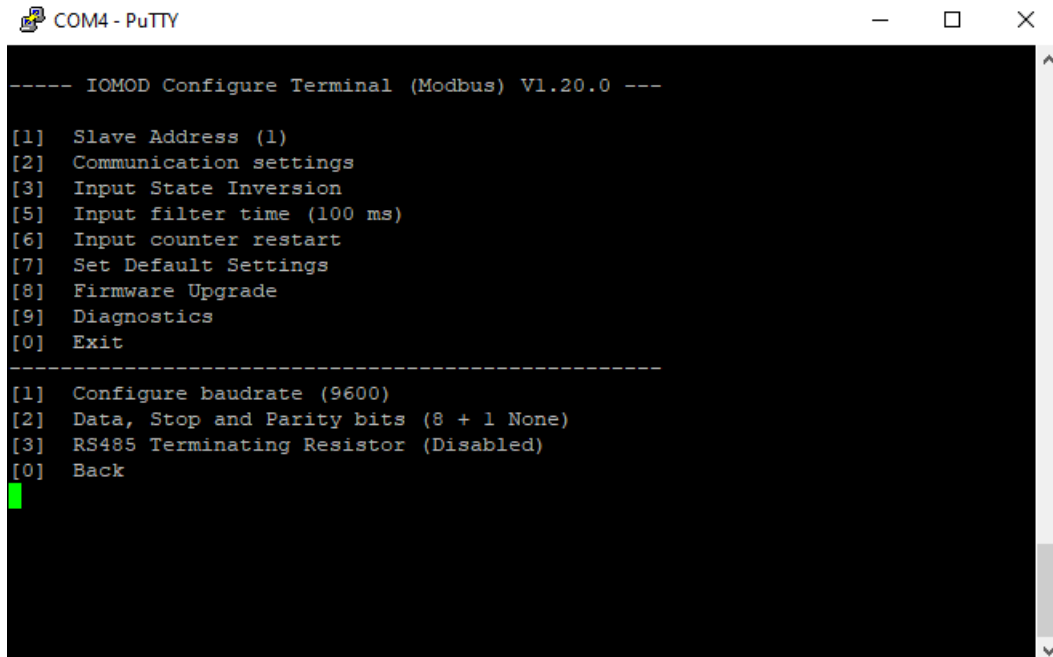 COM4 - PuTTY
----- IOMOD Configure Terminal (Modbus) V1.20.0 ---
[1] Slave Address (1)
[2] Communication settings
[3] Input State Inversion
[5] Input filter time (100 ms)
[6] Input counter restart
[7] Set Default Settings
[8] Firmware Upgrade
[9] Diagnostics
[0] Exit
---------------------------------------------------
[1] Configure baudrate (9600)
[2] Data, Stop and Parity bits (8 + 1 None)
[3] RS485 Terminating Resistor (Disabled)
[0] Back